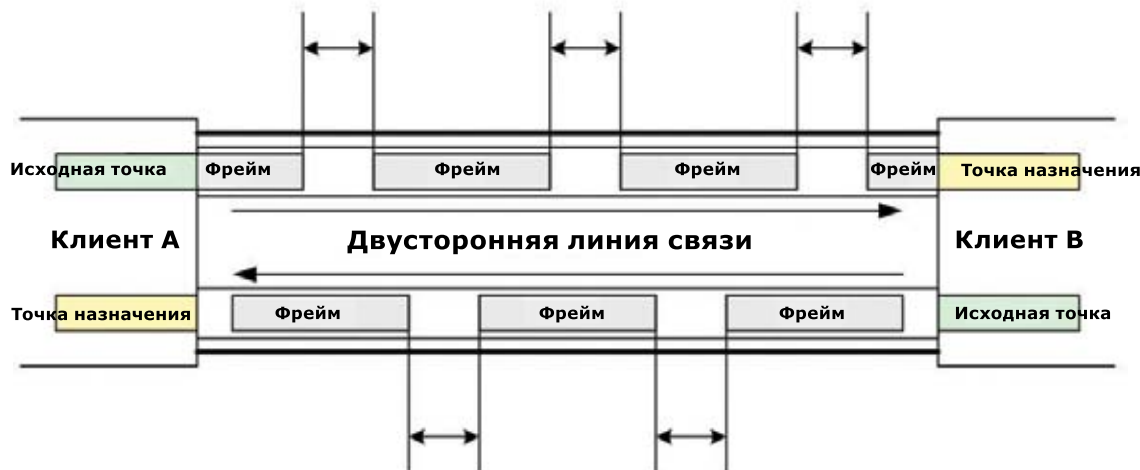 Исходная точка
Фрейм
Фрейм
Фрейм
Фрейм
Точка назначения
Клиент A
Двусторонняя линия связи
Клиент B
Точка назначения
Фрейм
Фрейм
Фрейм
Исходная точка